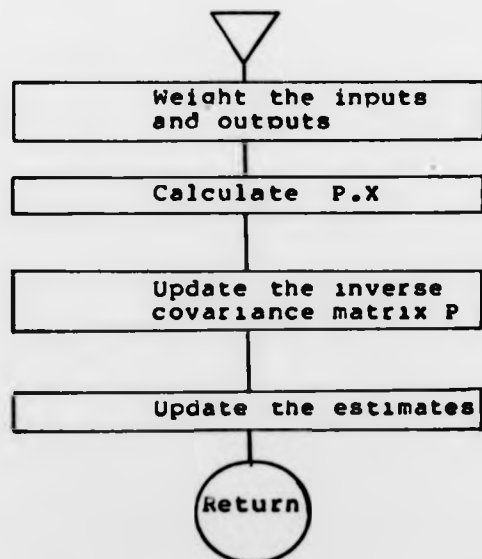 Weight the inputs
and outputs
Calculate P.X
Update the inverse
covariance matrix P
Update the estimates
Return